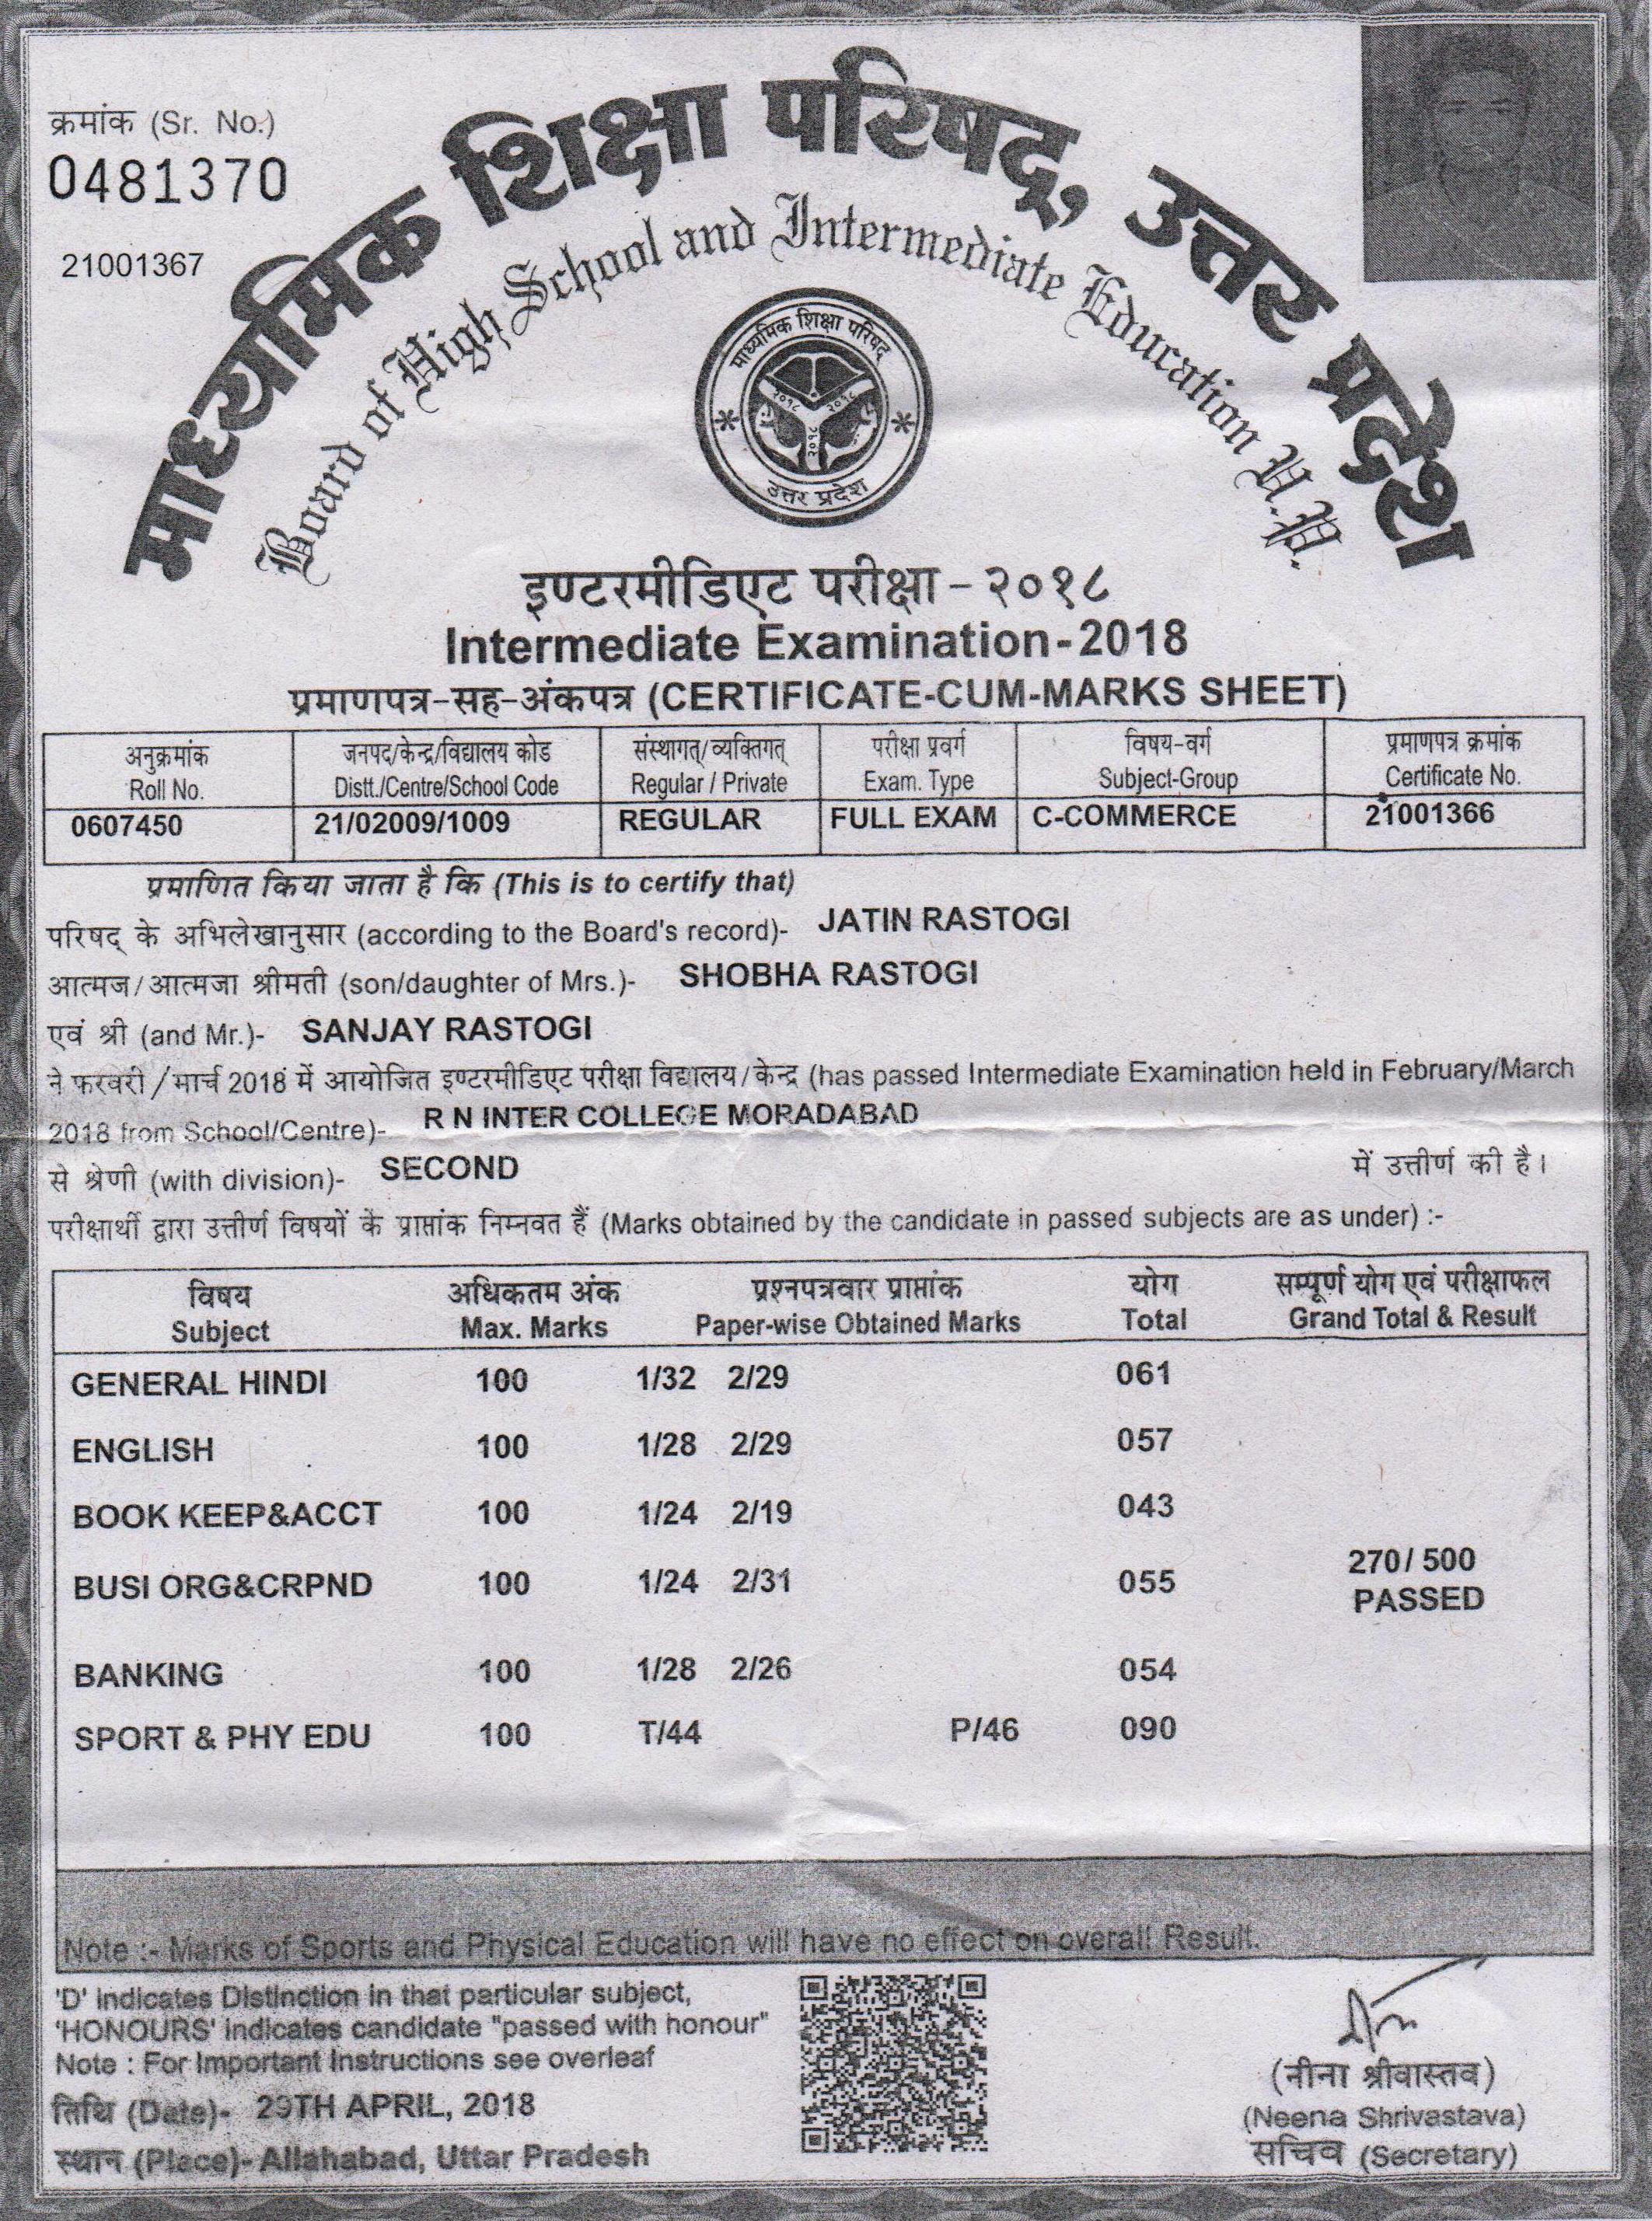 क्रमांक (Sr. No.)
0481370
21001367
माध्यमिक शिक्षा परिषद्, उत्तर प्रदेश
Board of High School and Intermediate Education U.P.
माध्यमिक शिक्षा परिषद्
२०१८ २०१८
२०१८
उत्तर प्रदेश
इण्टरमीडिएट परीक्षा - २०१८
Intermediate Examination-2018
प्रमाणपत्र-सह-अंकपत्र (CERTIFICATE-CUM-MARKS SHEET)
अनुक्रमांक जनपद/केन्द्र/विद्यालय कोड संस्थागत्/व्यक्तिगत् परीक्षा प्रवर्ग विषय-वर्ग प्रमाणपत्र क्रमांक
Roll No. Distt./Centre/School Code Regular / Private Exam. Type Subject-Group Certificate No.
0607450 21/02009/1009 REGULAR FULL EXAM C-COMMERCE 21001366
प्रमाणित किया जाता है कि (This is to certify that)
परिषद् के अभिलेखानुसार (according to the Board's record)- JATIN RASTOGI
आत्मज/आत्मजा श्रीमती (son/daughter of Mrs.)- SHOBHA RASTOGI
एवं श्री (and Mr.)- SANJAY RASTOGI
ने फरवरी/मार्च 2018 में आयोजित इण्टरमीडिएट परीक्षा विद्यालय/केन्द्र (has passed Intermediate Examination held in February/March
2018 from School/Centre)- R N INTER COLLEGE MORADABAD
से श्रेणी (with division)- SECOND में उत्तीर्ण की है।
परीक्षार्थी द्वारा उत्तीर्ण विषयों के प्राप्तांक निम्नवत हैं (Marks obtained by the candidate in passed subjects are as under) :-
विषय अधिकतम अंक प्रश्नपत्रवार प्राप्तांक योग सम्पूर्ण योग एवं परीक्षाफल
Subject Max. Marks Paper-wise Obtained Marks Total Grand Total & Result
GENERAL HINDI 100 1/32 2/29 061
ENGLISH 100 1/28 2/29 057
BOOK KEEP&ACCT 100 1/24 2/19 043
270/ 500
BUSI ORG&CRPND 100 1/24 2/31 055
PASSED
BANKING 100 1/28 2/26 054
SPORT & PHY EDU 100 T/44 P/46 090
Note :- Marks of Sports and Physical Education will have no effect on overall Result.
'D' indicates Distinction in that particular subject,
'HONOURS' indicates candidate "passed with honour"
Note : For Important Instructions see overleaf
तिथि (Date)- 29TH APRIL, 2018
स्थान (Place)- Allahabad, Uttar Pradesh
(नीना श्रीवास्तव)
(Neena Shrivastava)
सचिव (Secretary)